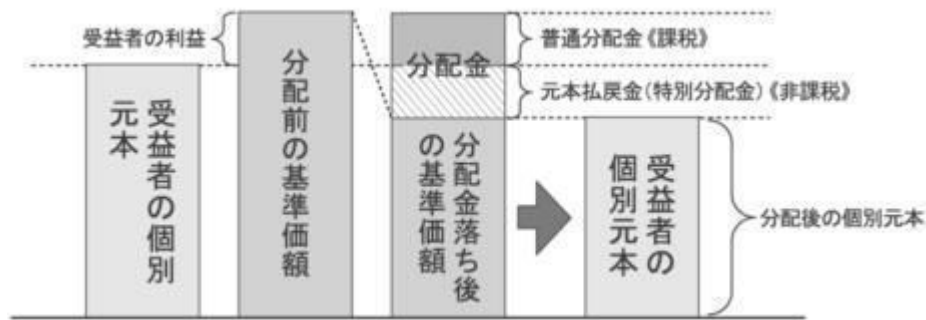 受益者の利益
受益者の個別
元本
分配前の基準価額
分配金
分配金落ち後
の基準価額
普通分配金《課税》
元本払戻金(特別分配金)《非課税》
受益者の
個別元本
分配後の個別元本